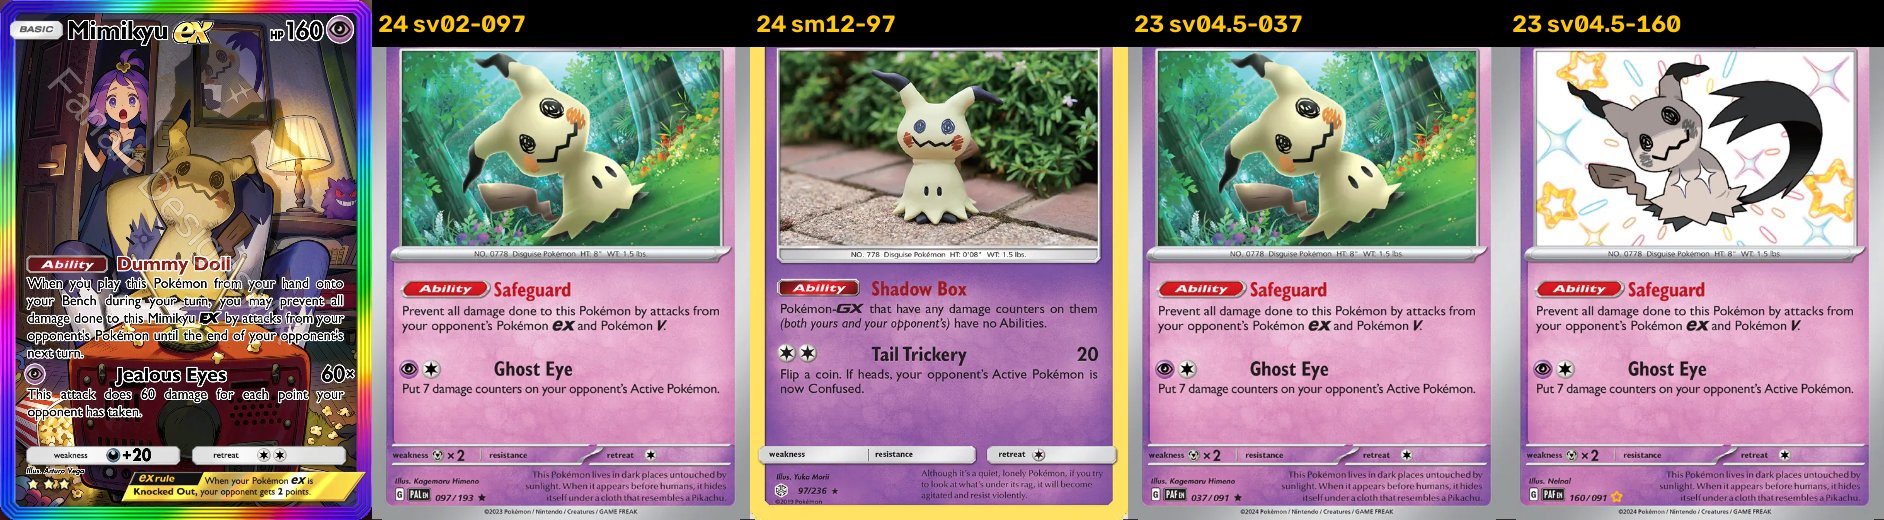 BASIC Mimikyu ex HP 160
Ability Dummy Doll
When you play this Pokémon from your hand onto
your Bench during your turn, you may prevent all
damage done to this Mimikyu EX by attacks from your
opponent's Pokémon until the end of your opponent's
next turn.
Jealous Eyes 60×
This attack does 60 damage for each point your
opponent has taken.
weakness +20 retreat
Illus. Arturo Vega
ex rule When your Pokémon ex is
Knocked Out, your opponent gets 2 points.
24 sv02-097
NO. 0778 Disguise Pokémon HT: 8" WT: 1.5 lbs.
Ability Safeguard
Prevent all damage done to this Pokémon by attacks from
your opponent's Pokémon ex and Pokémon V.
Ghost Eye
Put 7 damage counters on your opponent's Active Pokémon.
weakness ×2 resistance retreat
Illus. Kagemaru Himeno
G PAL EN 097/193 ★
This Pokémon lives in dark places untouched by
sunlight. When it appears before humans, it hides
itself under a cloth that resembles a Pikachu.
©2023 Pokémon / Nintendo / Creatures / GAME FREAK
24 sm12-97
NO. 778 Disguise Pokémon HT: 0'08" WT: 1.5 lbs.
Ability Shadow Box
Pokémon-GX that have any damage counters on them
(both yours and your opponent's) have no Abilities.
Tail Trickery 20
Flip a coin. If heads, your opponent's Active Pokémon is
now Confused.
weakness resistance retreat
Illus. Yuka Morii
97/236 ★
©2019 Pokémon
Although it's a quiet, lonely Pokémon, if you try
to look at what's under its rag, it will become
agitated and resist violently.
23 sv04.5-037
NO. 0778 Disguise Pokémon HT: 8" WT: 1.5 lbs.
Ability Safeguard
Prevent all damage done to this Pokémon by attacks from
your opponent's Pokémon ex and Pokémon V.
Ghost Eye
Put 7 damage counters on your opponent's Active Pokémon.
weakness ×2 resistance retreat
Illus. Kagemaru Himeno
G PAF EN 037/091 ★
This Pokémon lives in dark places untouched by
sunlight. When it appears before humans, it hides
itself under a cloth that resembles a Pikachu.
©2024 Pokémon / Nintendo / Creatures / GAME FREAK
23 sv04.5-160
NO. 0778 Disguise Pokémon HT: 8" WT: 1.5 lbs.
Ability Safeguard
Prevent all damage done to this Pokémon by attacks from
your opponent's Pokémon ex and Pokémon V.
Ghost Eye
Put 7 damage counters on your opponent's Active Pokémon.
weakness ×2 resistance retreat
Illus. Nelnal
G PAF EN 160/091
This Pokémon lives in dark places untouched by
sunlight. When it appears before humans, it hides
itself under a cloth that resembles a Pikachu.
©2024 Pokémon / Nintendo / Creatures / GAME FREAK